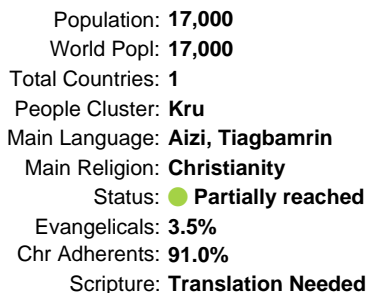 Population: 17,000
World Popl: 17,000
Total Countries: 1
People Cluster: Kru
Main Language: Aizi, Tiagbamrin
Main Religion: Christianity
Status: Partially reached
Evangelicals: 3.5%
Chr Adherents: 91.0%
Scripture: Translation Needed